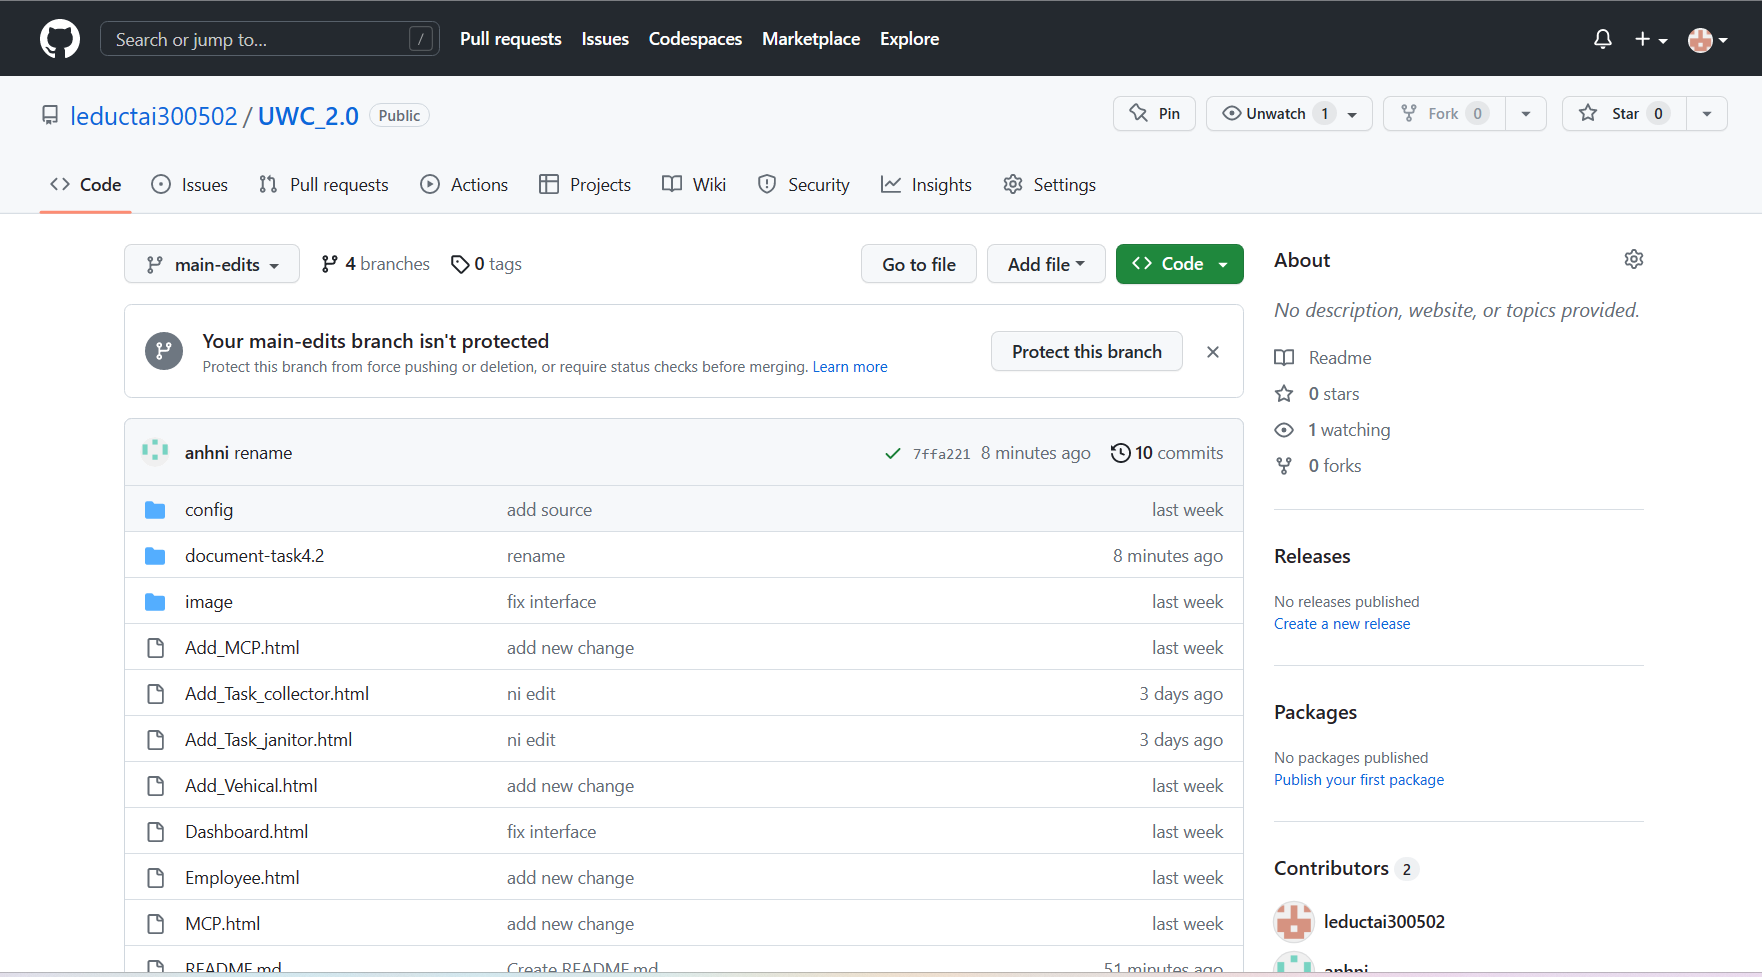 Search or jump to... /
Pull requests Issues Codespaces Marketplace Explore
leductai300502 / UWC_2.0 Public
Pin Unwatch 1 Fork 0 Star 0
Code Issues Pull requests Actions Projects Wiki Security Insights Settings
main-edits 4 branches 0 tags Go to file Add file Code
Your main-edits branch isn't protected
Protect this branch from force pushing or deletion, or require status checks before merging. Learn more
Protect this branch
anhni rename 7ffa221 8 minutes ago 10 commits
config add source last week
document-task4.2 rename 8 minutes ago
image fix interface last week
Add_MCP.html add new change last week
Add_Task_collector.html ni edit 3 days ago
Add_Task_janitor.html ni edit 3 days ago
Add_Vehical.html add new change last week
Dashboard.html fix interface last week
Employee.html add new change last week
MCP.html add new change last week
README.md Create README.md 51 minutes ago
About
No description, website, or topics provided.
Readme
0 stars
1 watching
0 forks
Releases
No releases published
Create a new release
Packages
No packages published
Publish your first package
Contributors 2
leductai300502
anhni